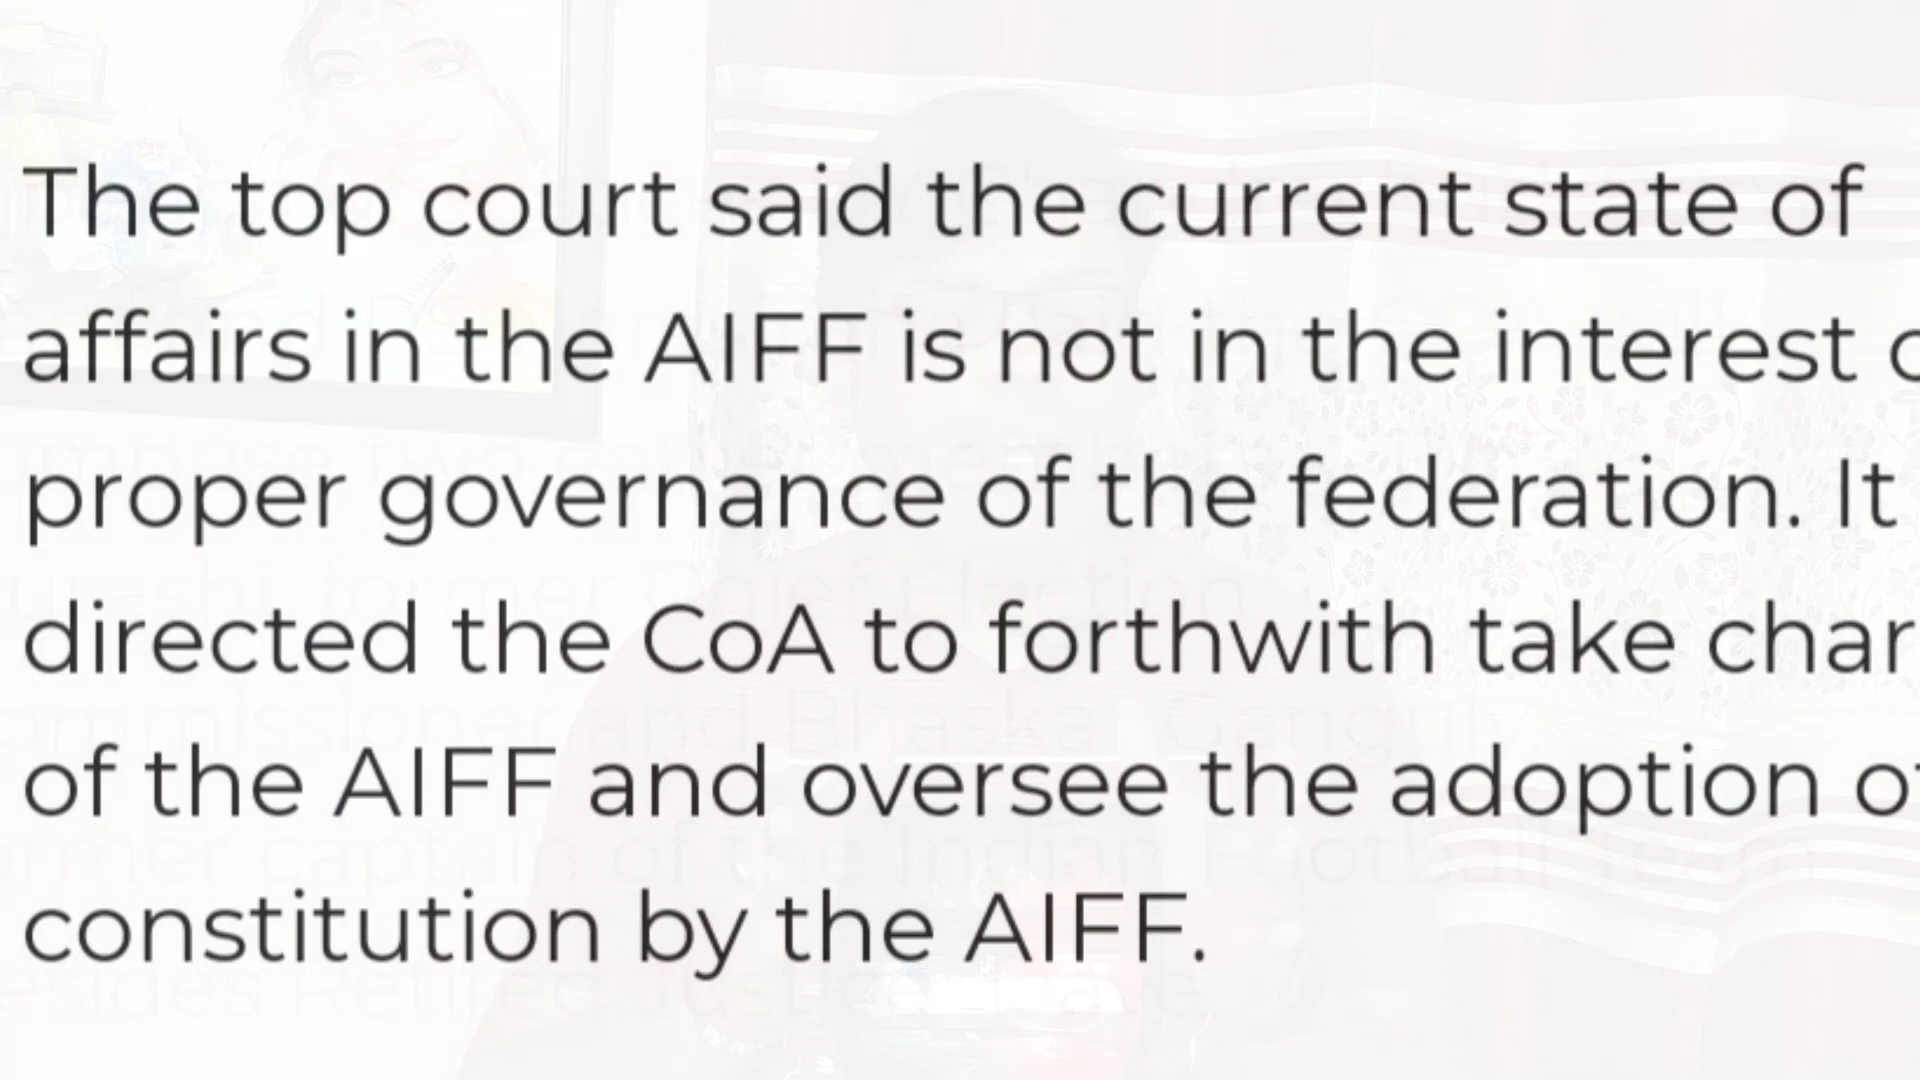 The top court said the current state of
affairs in the AIFF is not in the interest
proper governance of the federation. It
directed the CoA to forthwith take char
of the AIFF and oversee the adoption of
constitution by the AIFF.